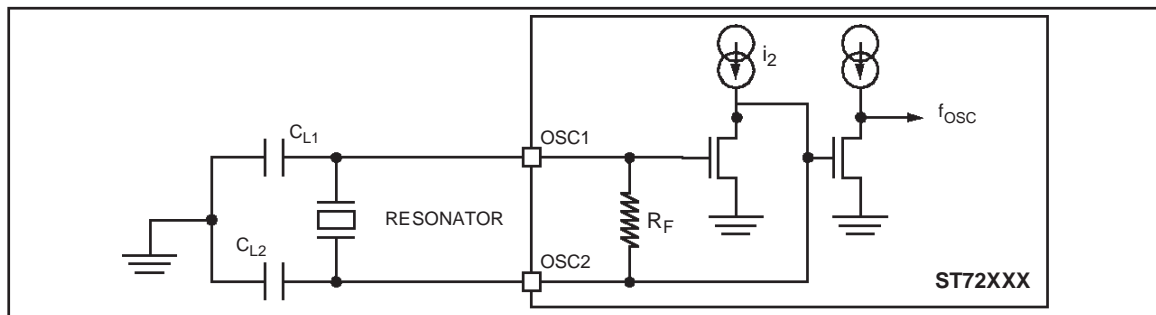 i2
fOSC
CL1
OSC1
RESONATOR
RF
CL2
OSC2
ST72XXX